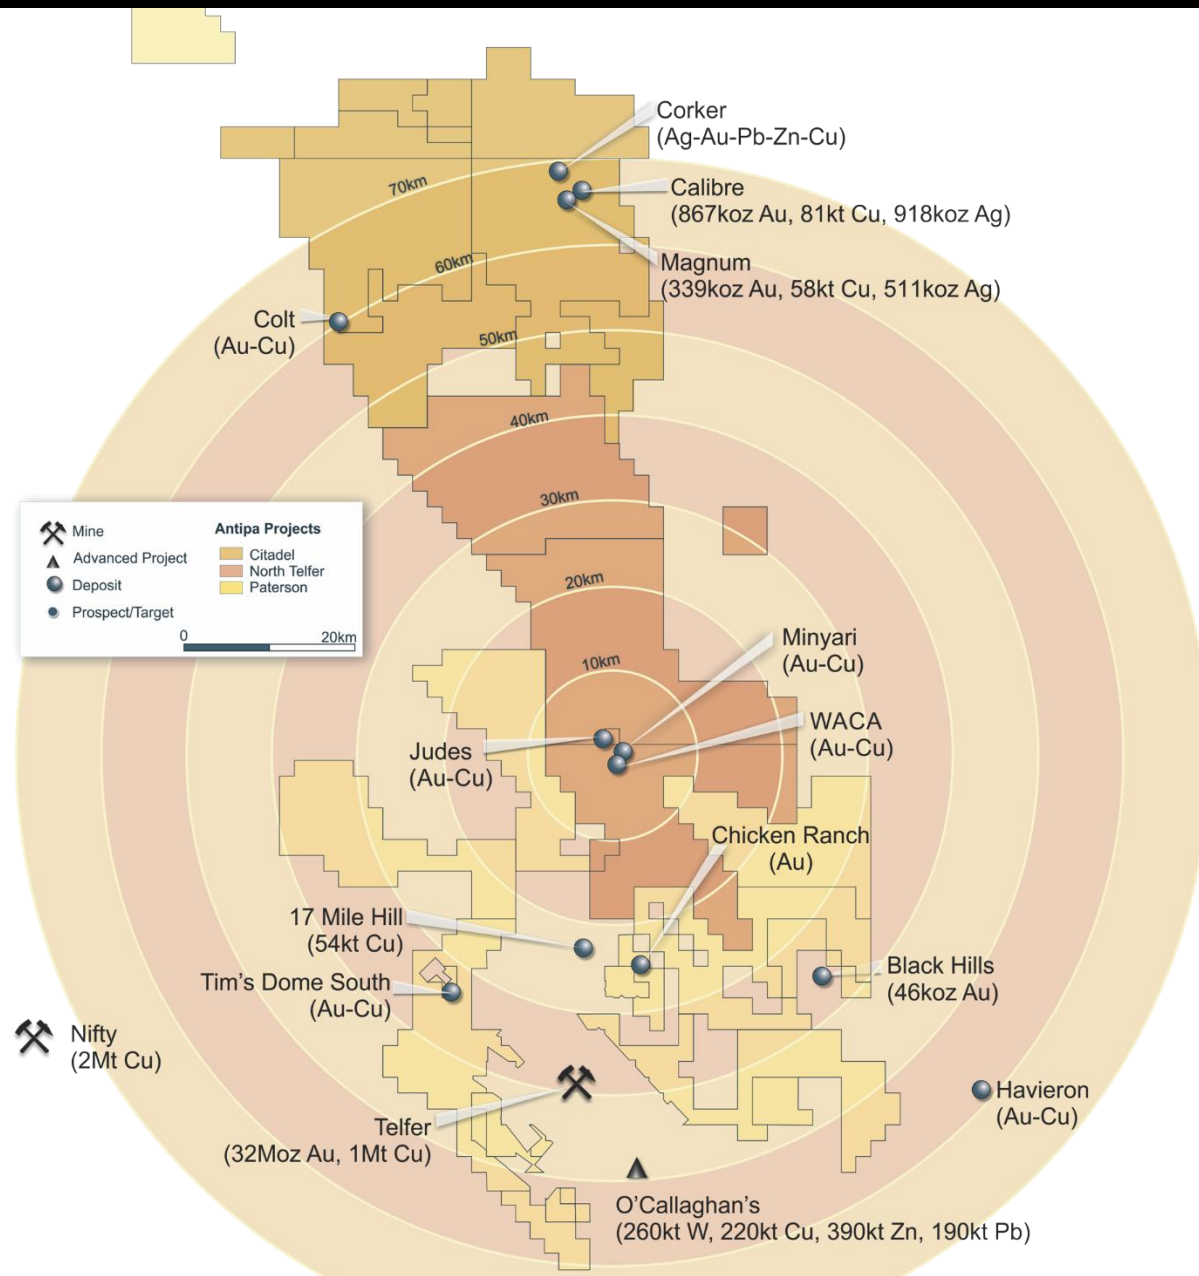 Corker
(Ag-Au-Pb-Zn-Cu)
70km
Calibre
(867koz Au, 81kt Cu, 918koz Ag)
60km
Magnum
(339koz Au, 58kt Cu, 511koz Ag)
Colt
(Au-Cu)
50km
40km
30km
Mine
Advanced Project
Deposit
Prospect/Target
Antipa Projects
Citadel
North Telfer
Paterson
0 20km
20km
10km
Minyari
(Au-Cu)
WACA
(Au-Cu)
Judes
(Au-Cu)
Chicken Ranch
(Au)
17 Mile Hill
(54kt Cu)
Tim's Dome South
(Au-Cu)
Black Hills
(46koz Au)
Nifty
(2Mt Cu)
Havieron
(Au-Cu)
Telfer
(32Moz Au, 1Mt Cu)
O'Callaghan's
(260kt W, 220kt Cu, 390kt Zn, 190kt Pb)